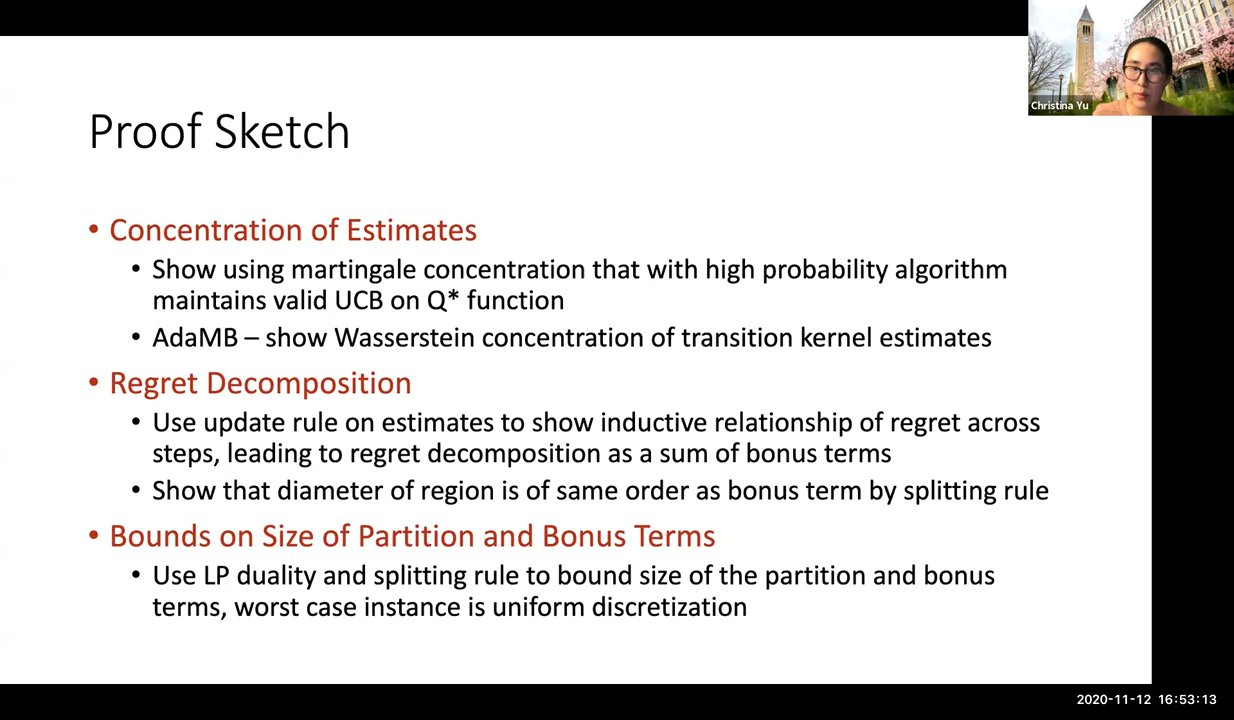 Christina Yu
Proof Sketch
• Concentration of Estimates
• Show using martingale concentration that with high probability algorithm
maintains valid UCB on Q* function
• AdaMB – show Wasserstein concentration of transition kernel estimates
• Regret Decomposition
• Use update rule on estimates to show inductive relationship of regret across
steps, leading to regret decomposition as a sum of bonus terms
• Show that diameter of region is of same order as bonus term by splitting rule
• Bounds on Size of Partition and Bonus Terms
• Use LP duality and splitting rule to bound size of the partition and bonus
terms, worst case instance is uniform discretization
2020-11-12 16:53:13